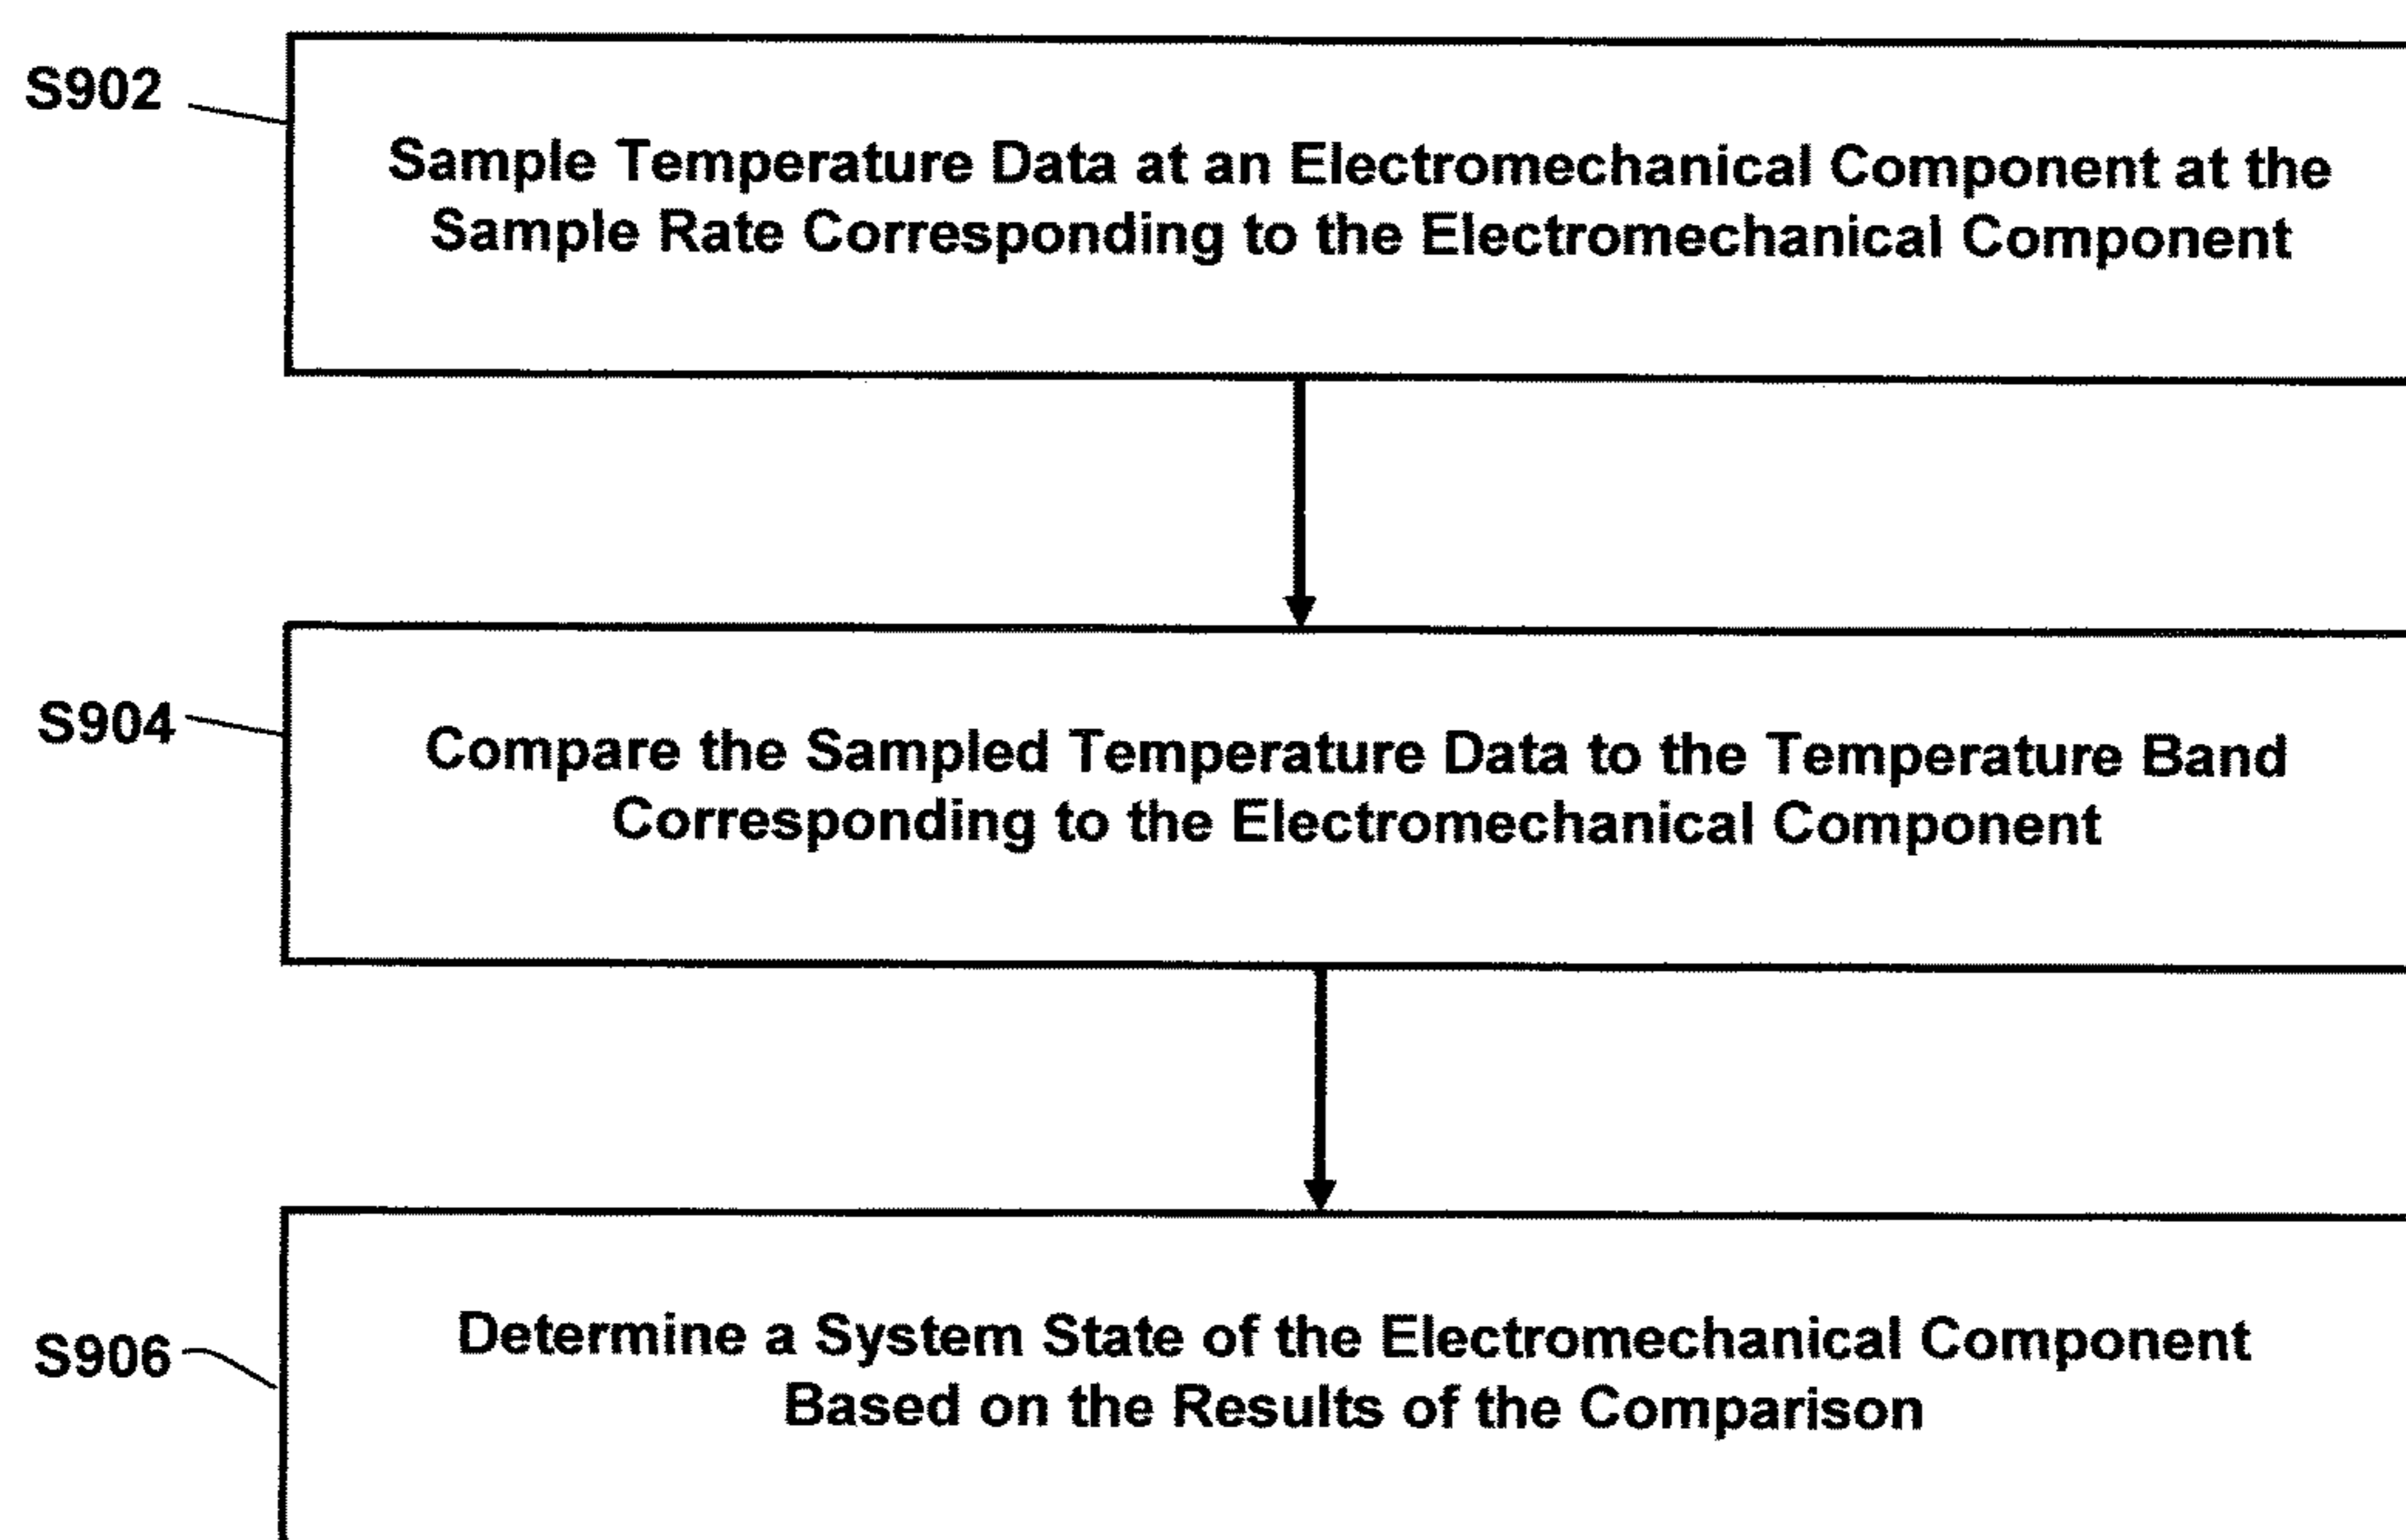 S902
Sample Temperature Data at an Electromechanical Component at the
Sample Rate Corresponding to the Electromechanical Component
S904
Compare the Sampled Temperature Data to the Temperature Band
Corresponding to the Electromechanical Component
S906
Determine a System State of the Electromechanical Component
Based on the Results of the Comparison